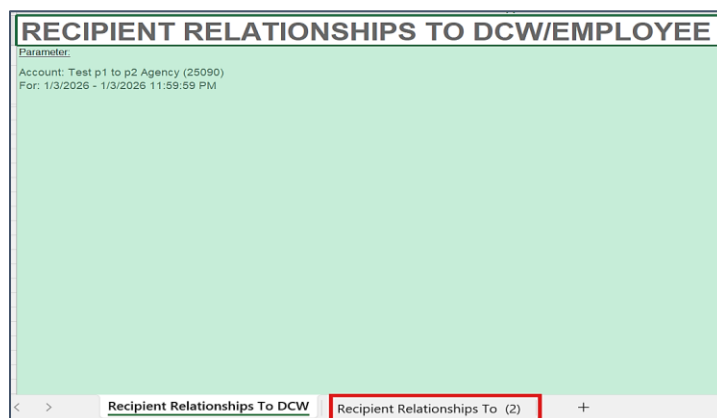 RECIPIENT RELATIONSHIPS TO DCW/EMPLOYEE
Parameter:
Account: Test p1 to p2 Agency (25090)
For: 1/3/2026 - 1/3/2026 11:59:59 PM
Recipient Relationships To DCW
Recipient Relationships To (2)